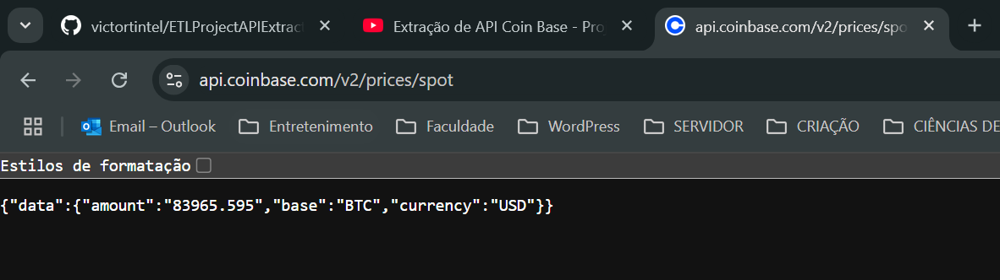 victortintel/ETLProjectAPIExtract
Extração de API Coin Base - Pro
api.coinbase.com/v2/prices/spo
api.coinbase.com/v2/prices/spot
Email – Outlook
Entretenimento
Faculdade
WordPress
SERVIDOR
CRIAÇÃO
CIÊNCIAS DE
Estilos de formatação
{"data":{"amount":"83965.595","base":"BTC","currency":"USD"}}